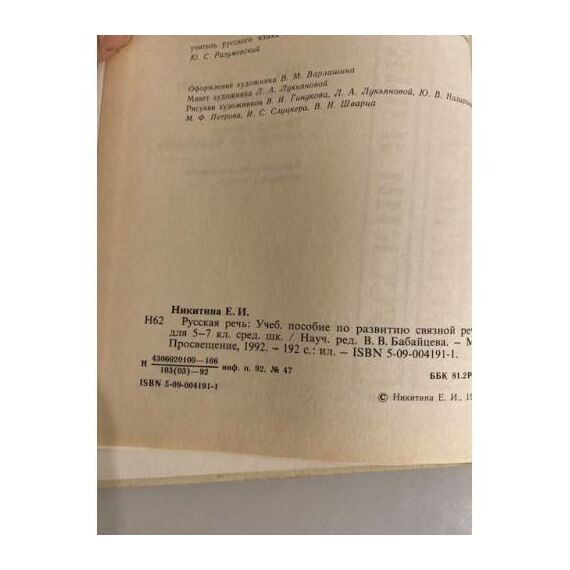 учитель русского языка
Ю. С. Разумовский
Оформление художника В. М. Варлашина
Макет художника Л. А. Лукьяновой
Рисунки художников В. И. Гинукова, Л. А. Лукьяновой, Ю. В. Назаров
М. Ф. Петрова, И. С. Слуцкера, В. Н. Шварца
Никитина Е. И.
Н62 Русская речь: Учеб. пособие по развитию связной ре
для 5–7 кл. сред. шк. / Науч. ред. В. В. Бабайцева. – М
Просвещение, 1992. – 192 с.: ил. – ISBN 5-09-004191-1.
Н 4306020100—106
103(03)—92 инф. п. 92, № 47
ББК 81.2Р
ISBN 5-09-004191-1
© Никитина Е. И., 1